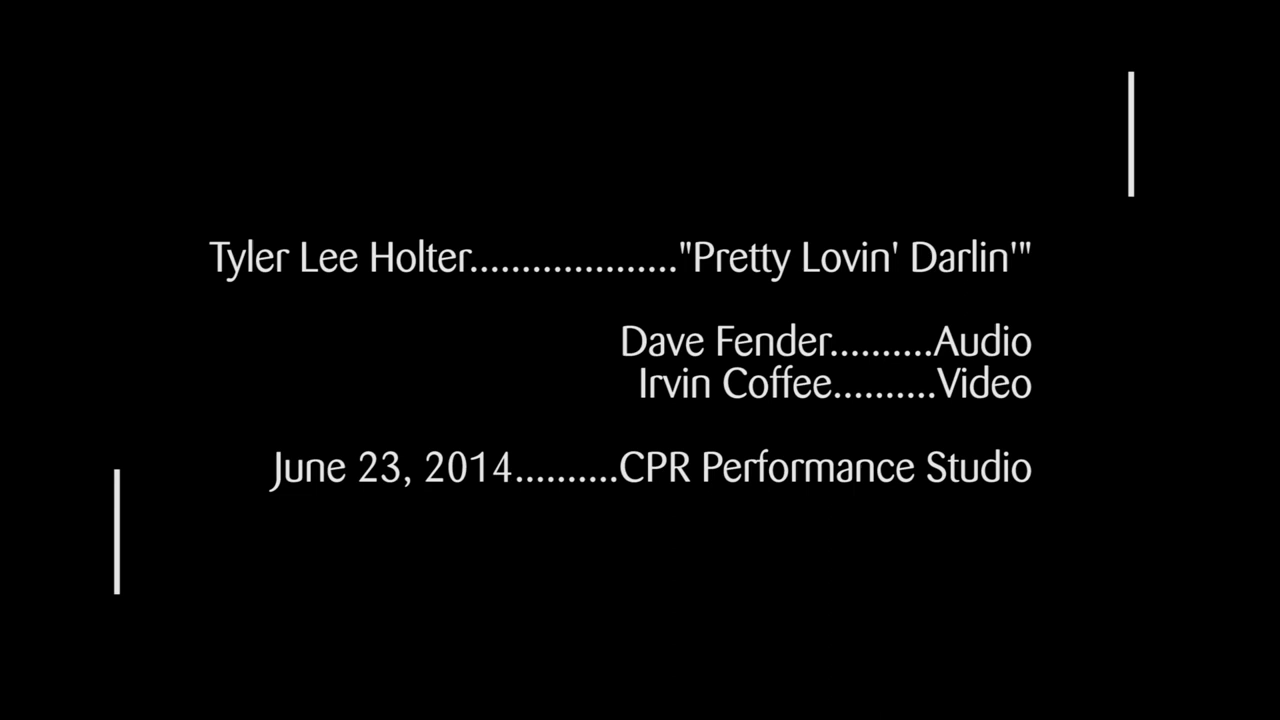 Tyler Lee Holter....................."Pretty Lovin' Darlin'"
Dave Fender..........Audio
Irvin Coffee..........Video
June 23, 2014..........CPR Performance Studio